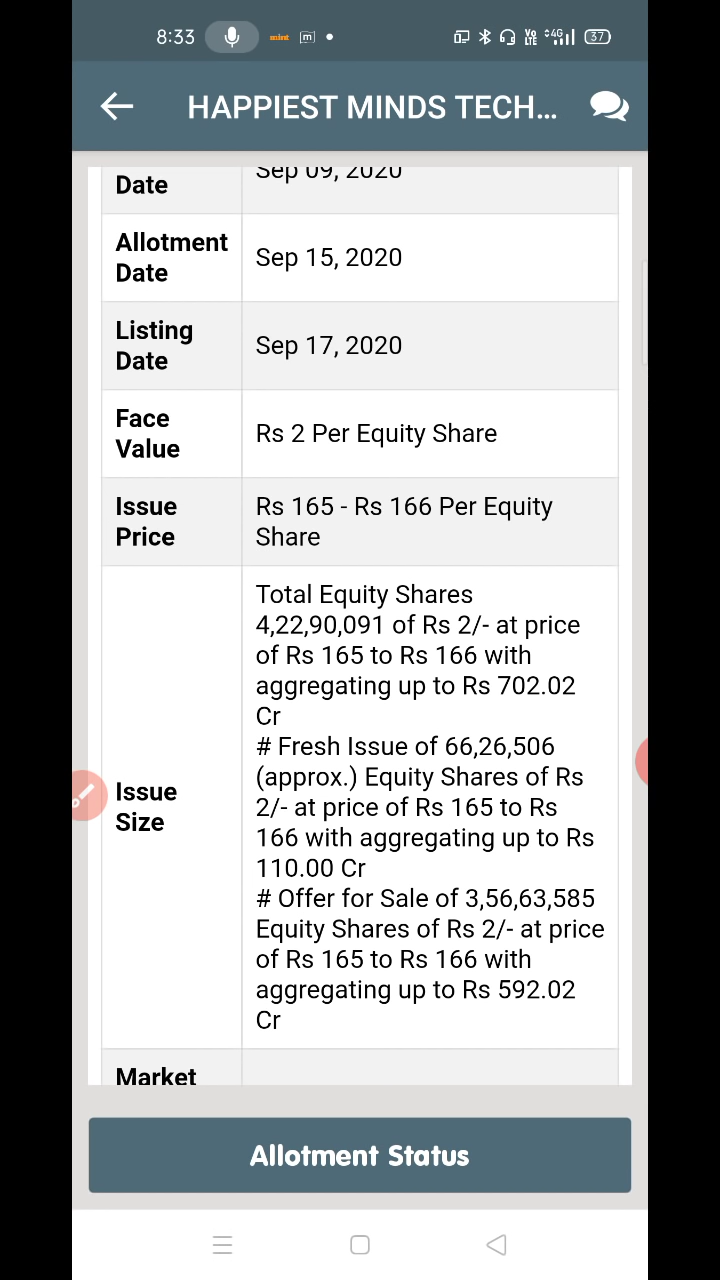 8:33 mint m Vo LTE 4G 37
HAPPIEST MINDS TECH...
Date Sep 09, 2020
Allotment Date Sep 15, 2020
Listing Date Sep 17, 2020
Face Value Rs 2 Per Equity Share
Issue Price Rs 165 - Rs 166 Per Equity
Share
Issue Size
Total Equity Shares
4,22,90,091 of Rs 2/- at price
of Rs 165 to Rs 166 with
aggregating up to Rs 702.02
Cr
# Fresh Issue of 66,26,506
(approx.) Equity Shares of Rs
2/- at price of Rs 165 to Rs
166 with aggregating up to Rs
110.00 Cr
# Offer for Sale of 3,56,63,585
Equity Shares of Rs 2/- at price
of Rs 165 to Rs 166 with
aggregating up to Rs 592.02
Cr
Market
Allotment Status